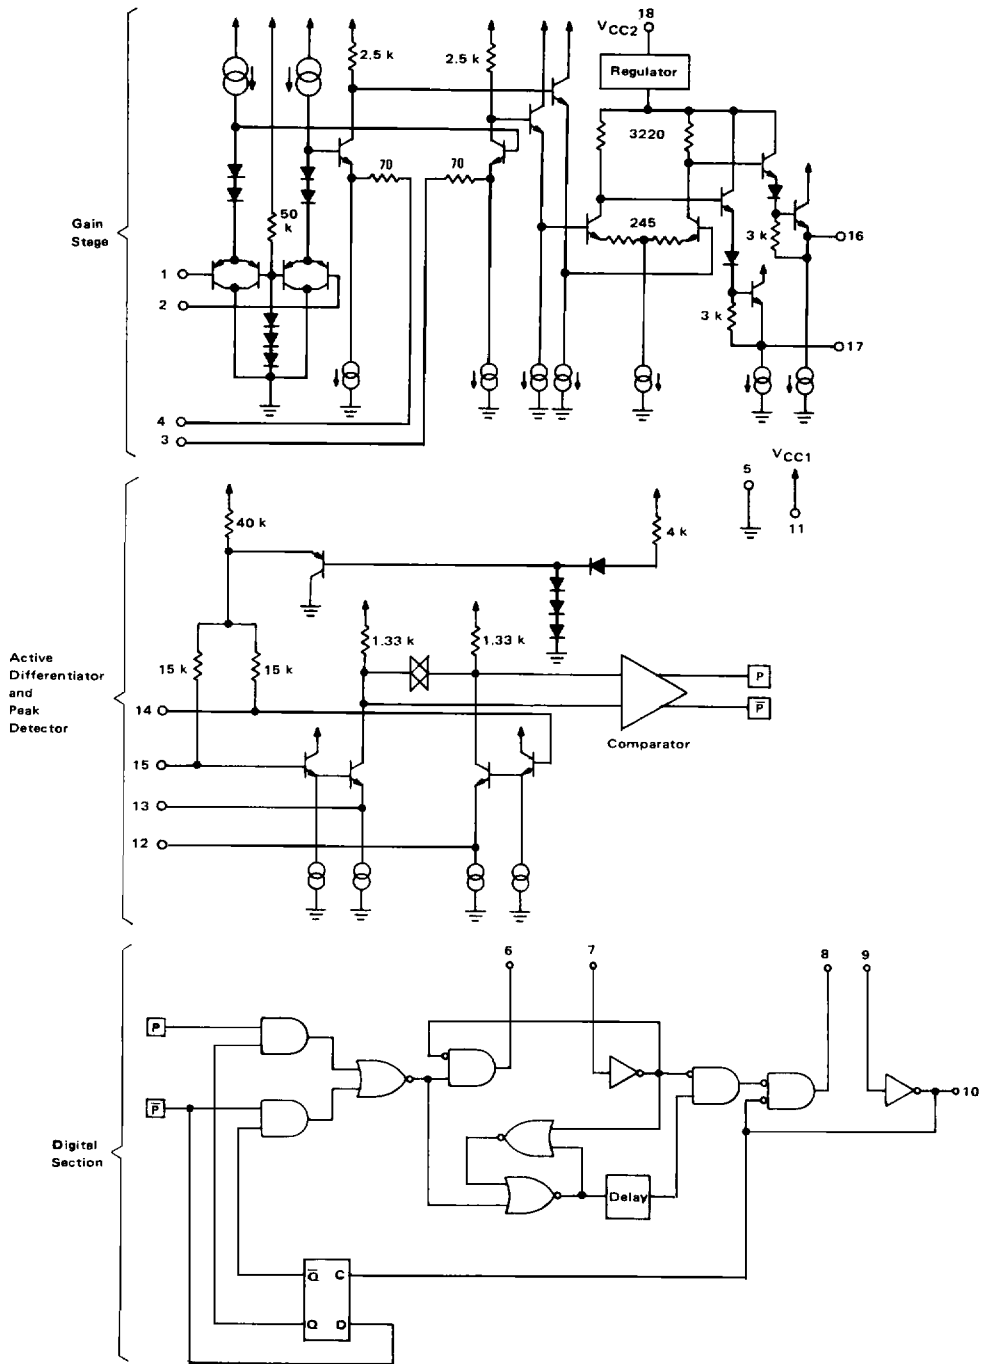 18
VCC2
Regulator
2.5 k
2.5 k
3220
70
70
Gain
Stage
50
k
245
3 k
16
1
2
3 k
17
4
3
VCC1
5
11
40 k
4 k
1.33 k
1.33 k
15 k
15 k
Active
Differentiator
and
Peak
Detector
P
P̅
14
Comparator
15
13
12
6
7
8
9
P
10
P̅
Digital
Section
Delay
Q̅ C
Q D